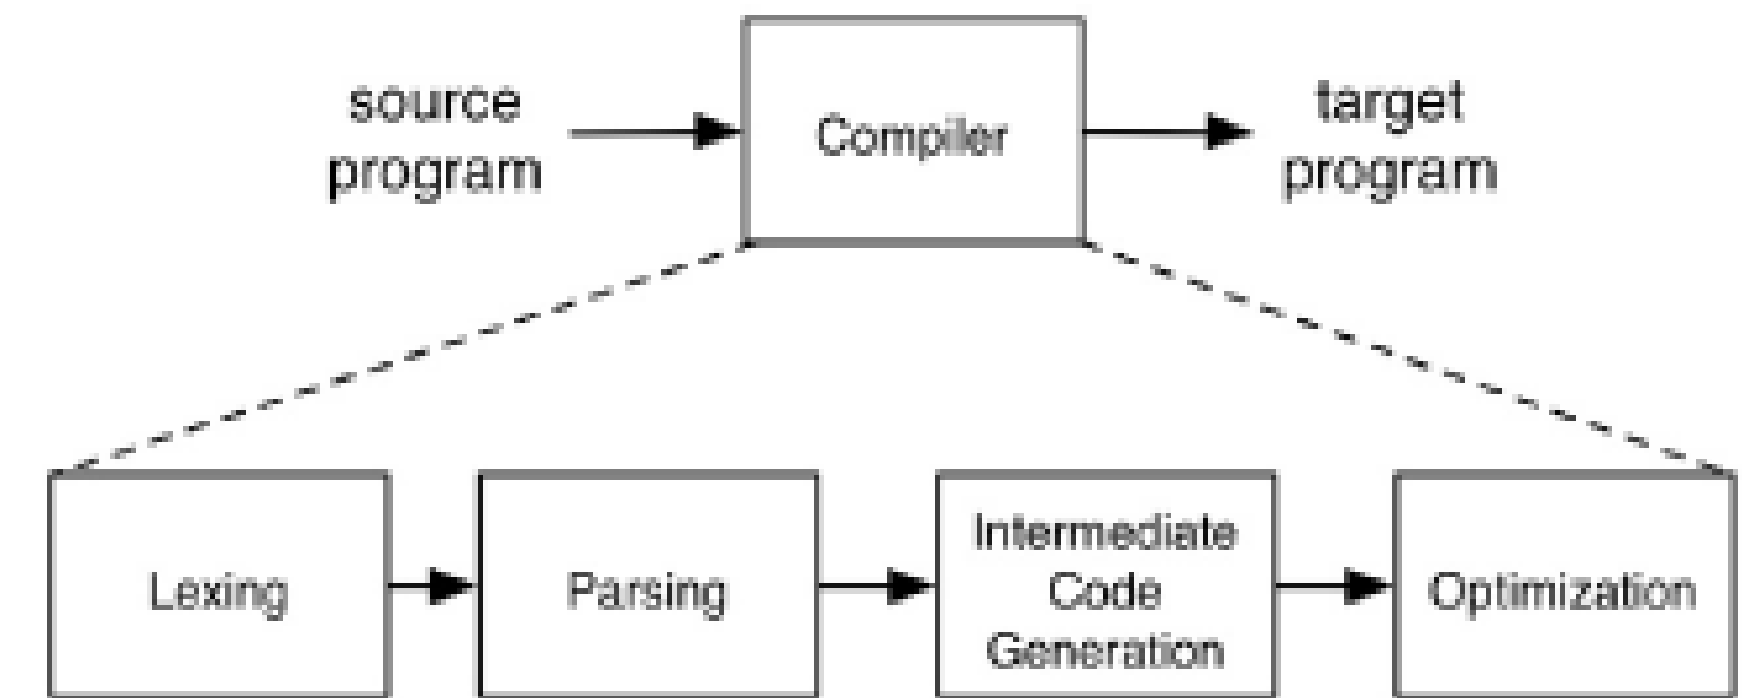 source
program
Compiler
target
program
Lexing
Parsing
Intermediate
Code
Generation
Optimization